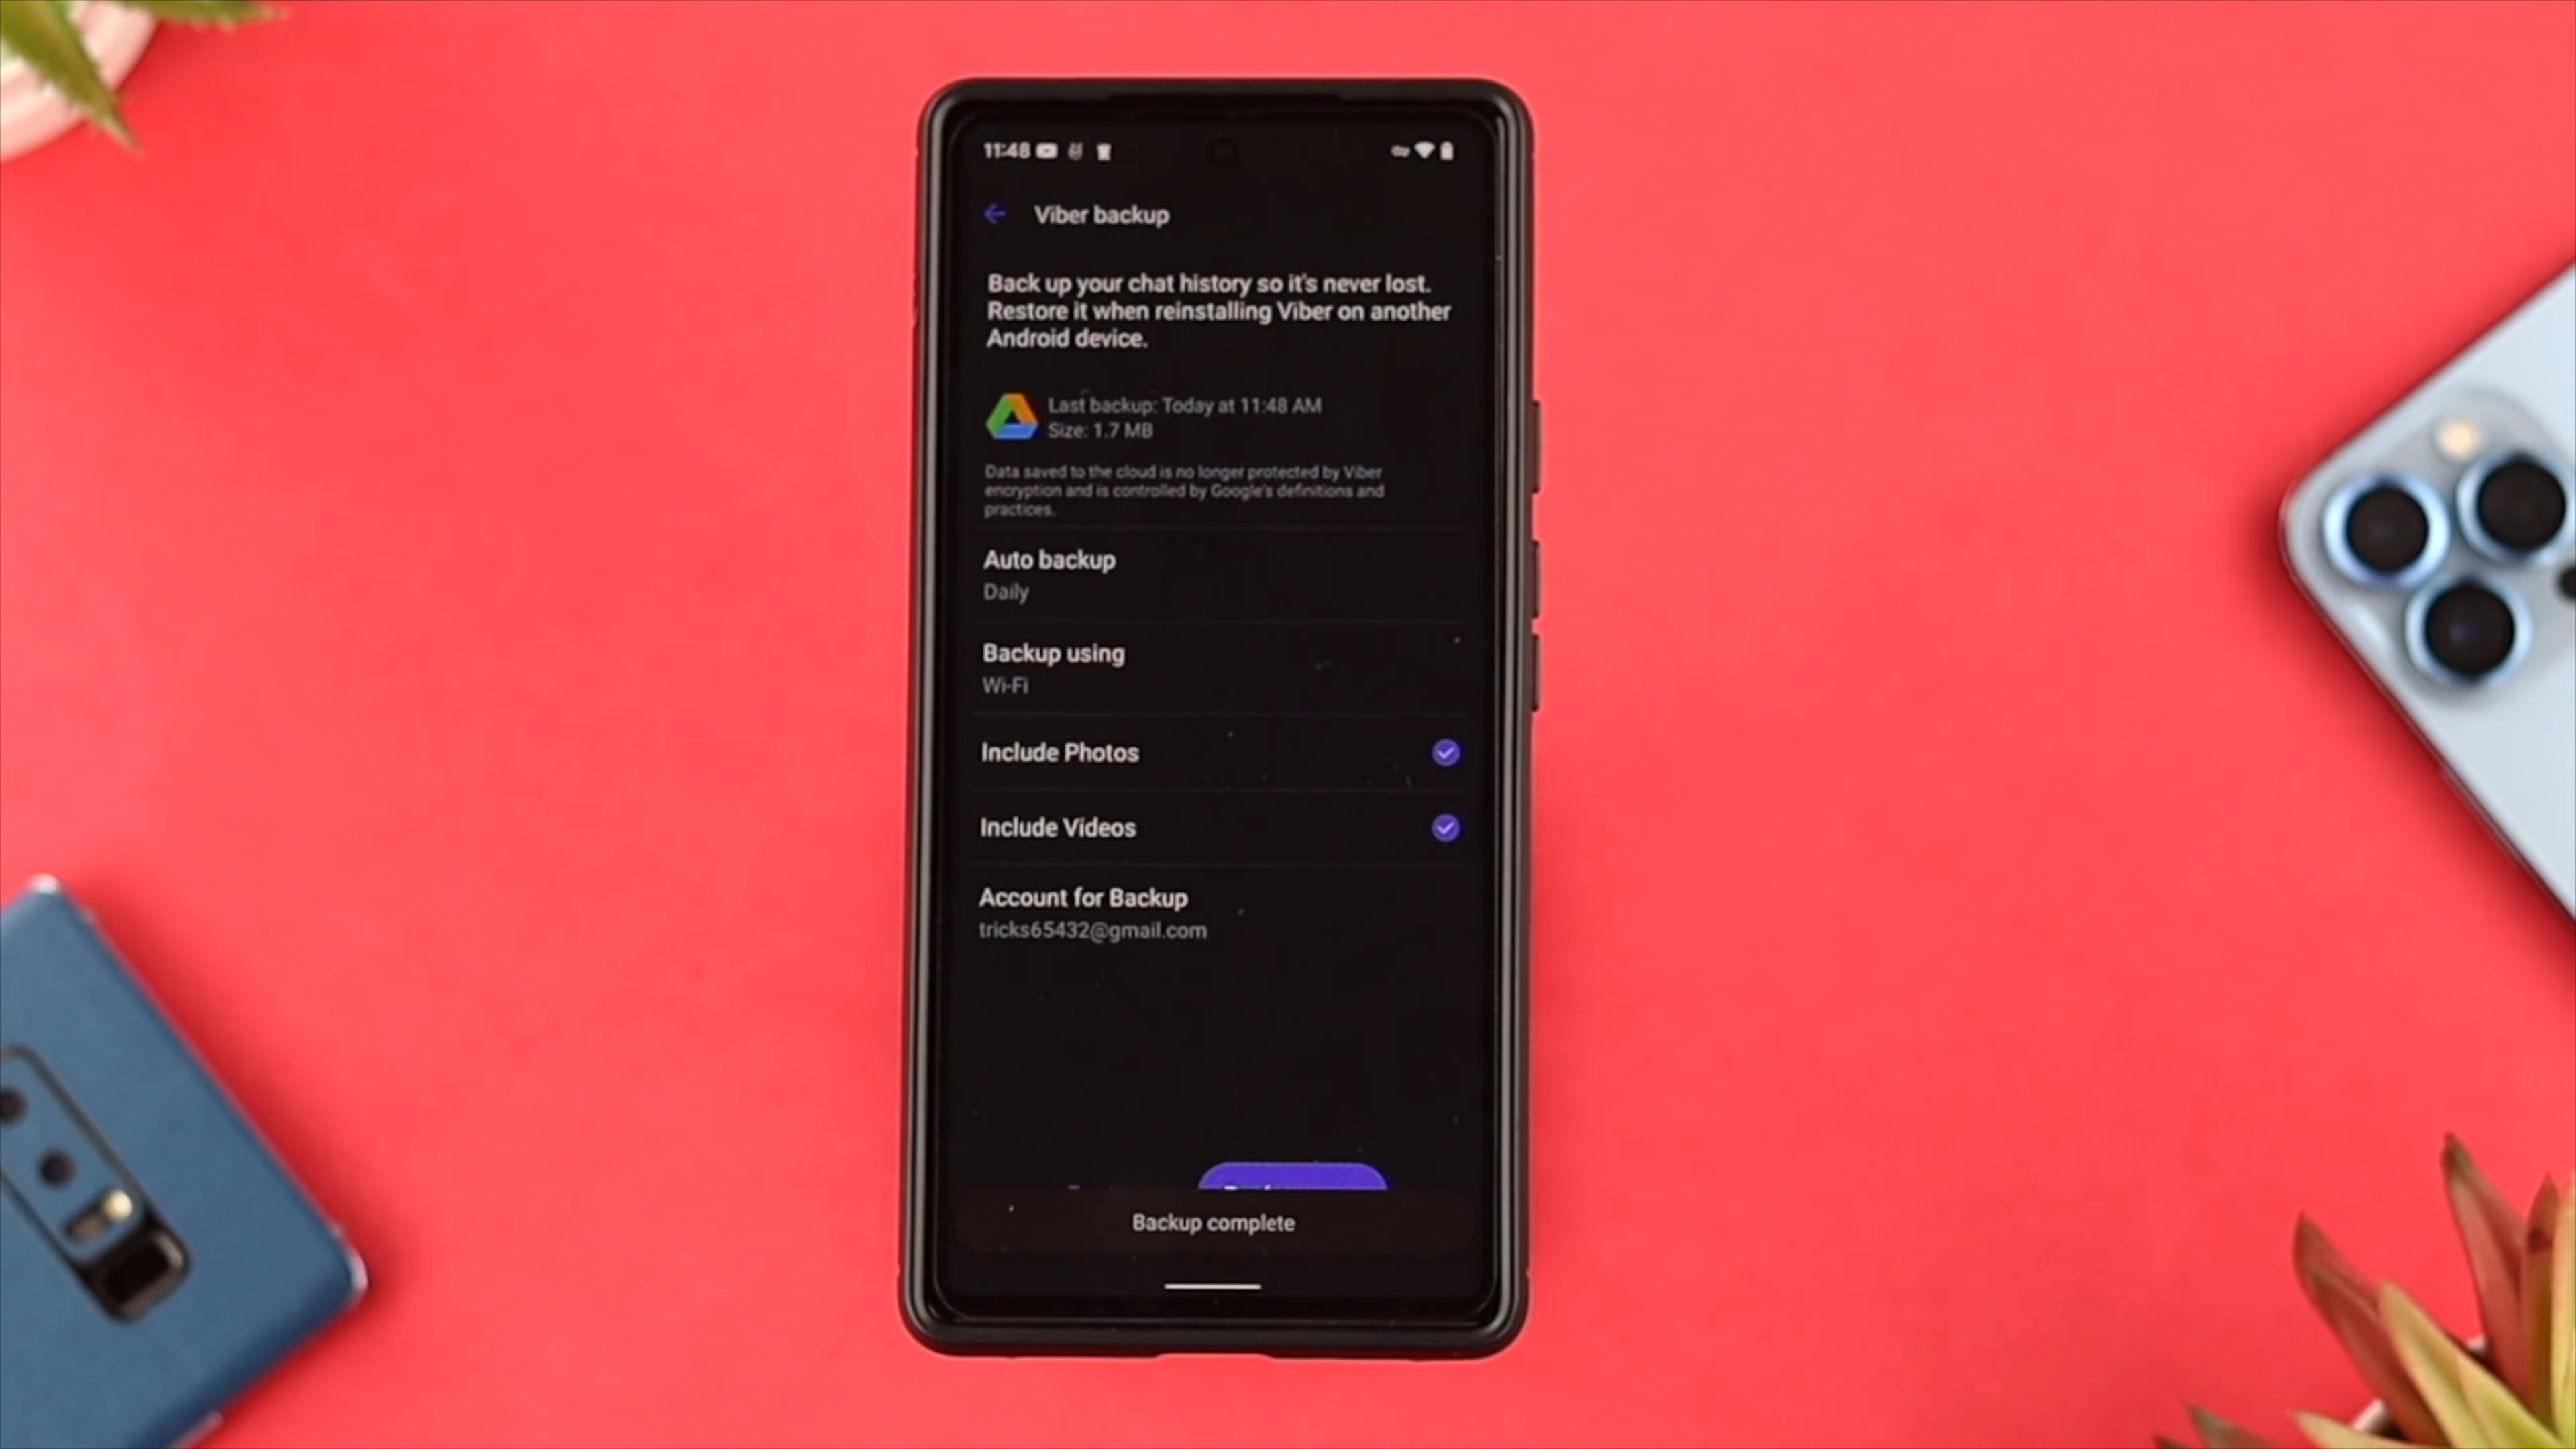 11:48
Viber backup
Back up your chat history so it's never lost.
Restore it when reinstalling Viber on another
Android device.
Last backup: Today at 11:48 AM
Size: 1.7 MB
Data saved to the cloud is no longer protected by Viber
encryption and is controlled by Google's definitions and
practices.
Auto backup
Daily
Backup using
Wi-Fi
Include Photos
Include Videos
Account for Backup
tricks65432@gmail.com
Backup complete